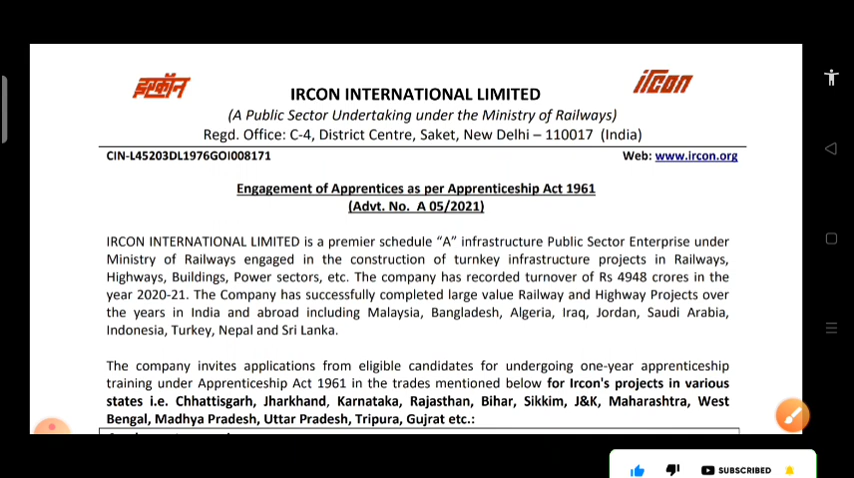 इरकॉन
ircon
IRCON INTERNATIONAL LIMITED
(A Public Sector Undertaking under the Ministry of Railways)
Regd. Office: C-4, District Centre, Saket, New Delhi – 110017 (India)
CIN-L45203DL1976GOI008171 Web: www.ircon.org
Engagement of Apprentices as per Apprenticeship Act 1961
(Advt. No. A 05/2021)
IRCON INTERNATIONAL LIMITED is a premier schedule “A” infrastructure Public Sector Enterprise under
Ministry of Railways engaged in the construction of turnkey infrastructure projects in Railways,
Highways, Buildings, Power sectors, etc. The company has recorded turnover of Rs 4948 crores in the
year 2020-21. The Company has successfully completed large value Railway and Highway Projects over
the years in India and abroad including Malaysia, Bangladesh, Algeria, Iraq, Jordan, Saudi Arabia,
Indonesia, Turkey, Nepal and Sri Lanka.
The company invites applications from eligible candidates for undergoing one-year apprenticeship
training under Apprenticeship Act 1961 in the trades mentioned below for Ircon's projects in various
states i.e. Chhattisgarh, Jharkhand, Karnataka, Rajasthan, Bihar, Sikkim, J&K, Maharashtra, West
Bengal, Madhya Pradesh, Uttar Pradesh, Tripura, Gujrat etc.:
SUBSCRIBED